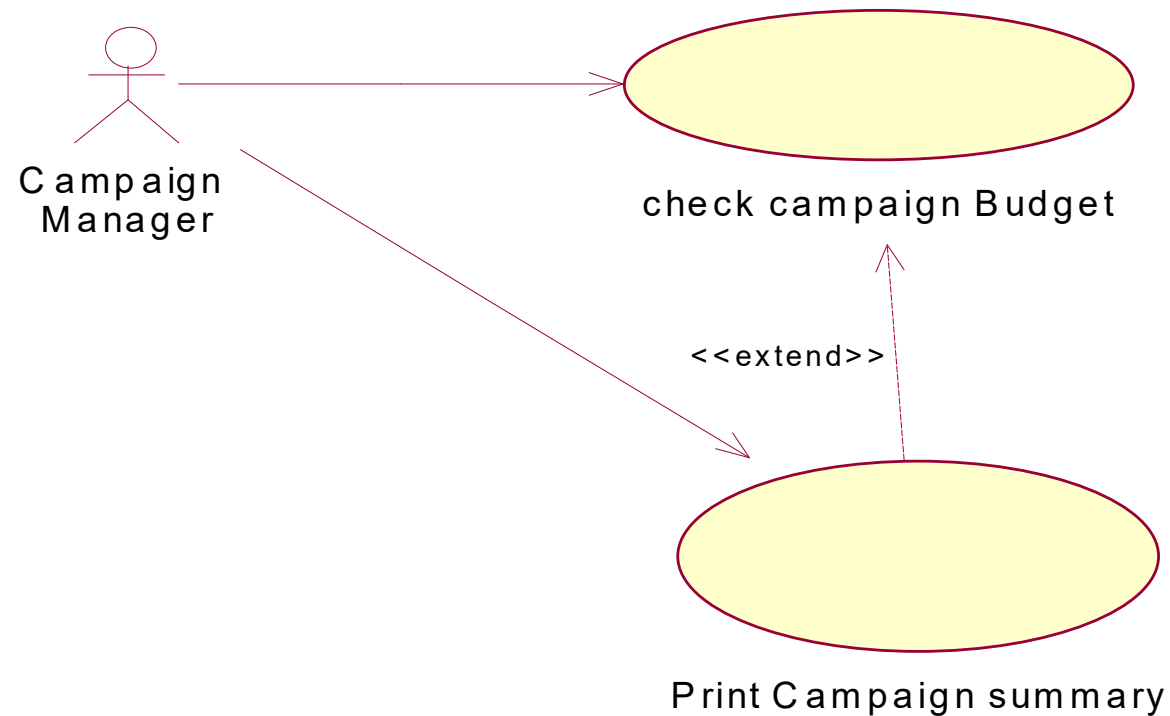 Campaign
Manager
check campaign Budget
<<extend>>
Print Campaign summary